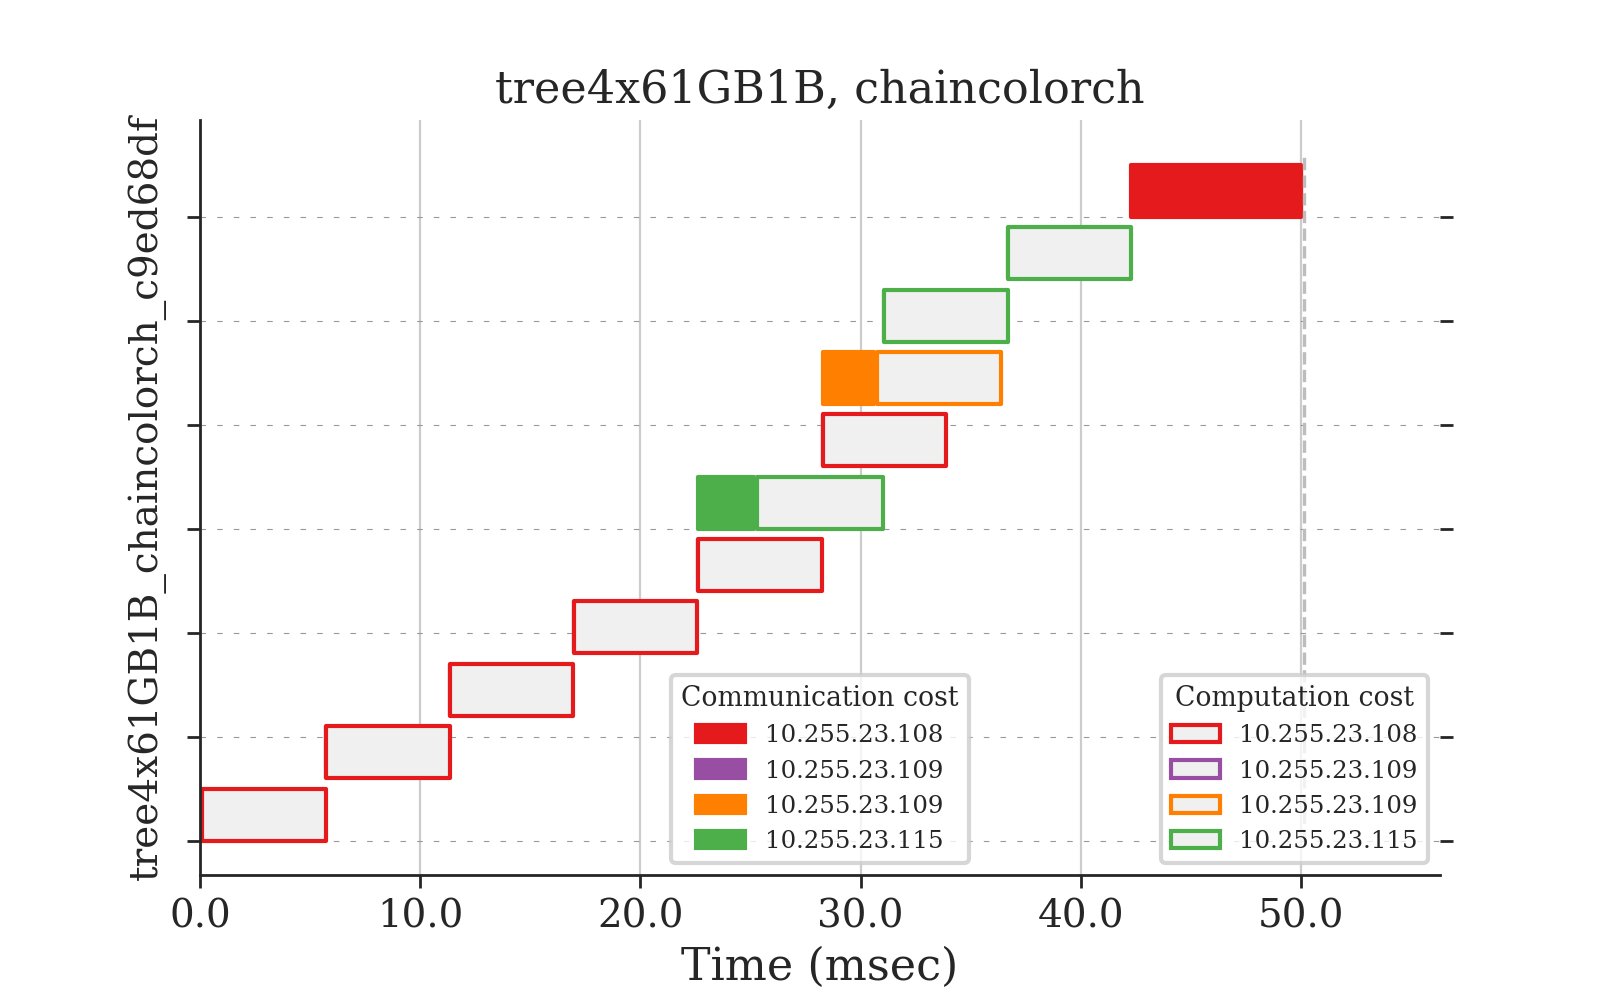 tree4x61GB1B, chaincolorch
tree4x61GB1B_chaincolorch_c9ed68df
Communication cost
10.255.23.108
10.255.23.109
10.255.23.109
10.255.23.115
Computation cost
10.255.23.108
10.255.23.109
10.255.23.109
10.255.23.115
0.0 10.0 20.0 30.0 40.0 50.0
Time (msec)